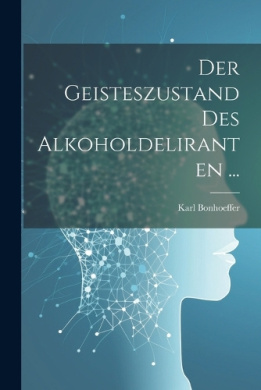 Der
Geisteszustand
Des
Alkoholdelirant
en ...
Karl Bonhoeffer